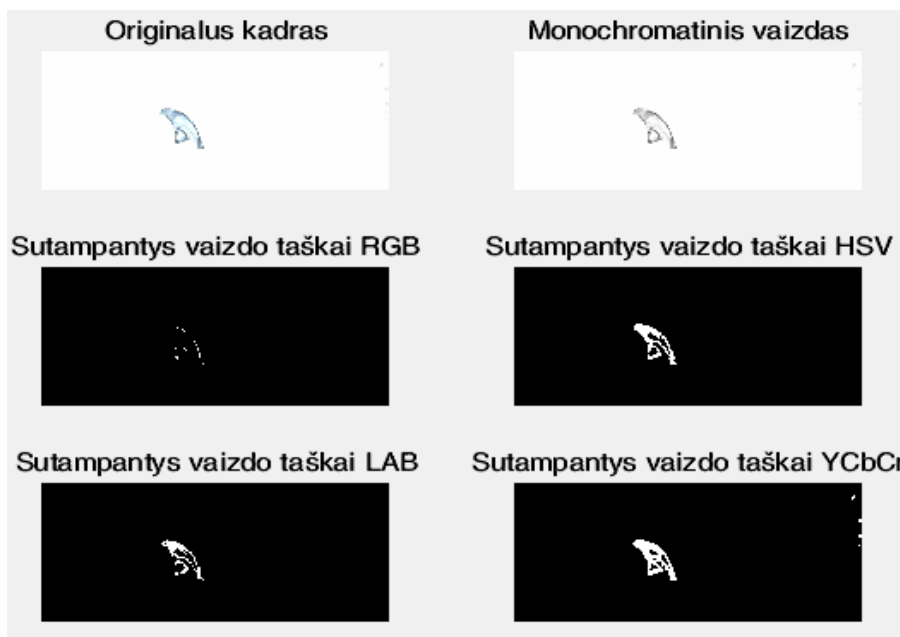 Originalus kadras
Monochromatinis vaizdas
Sutampantys vaizdo taškai RGB
Sutampantys vaizdo taškai HSV
Sutampantys vaizdo taškai LAB
Sutampantys vaizdo taškai YCbCr